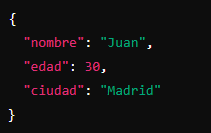 {
  "nombre": "Juan",
  "edad": 30,
  "ciudad": "Madrid"
}